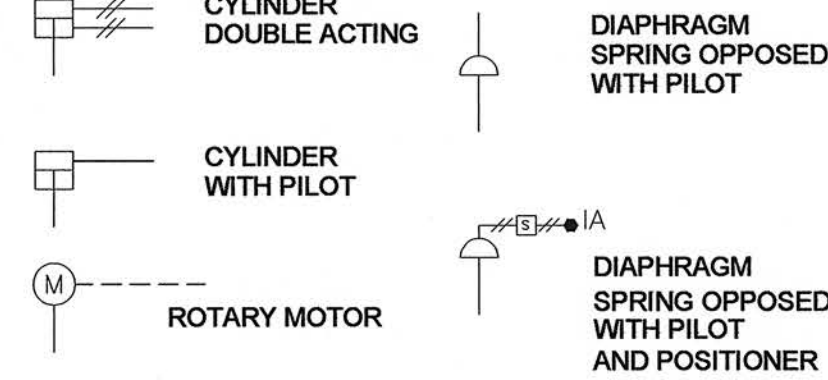 CYLINDER
DOUBLE ACTING
CYLINDER
WITH PILOT
M
ROTARY MOTOR
DIAPHRAGM
SPRING OPPOSED
WITH PILOT
S
IA
DIAPHRAGM
SPRING OPPOSED
WITH PILOT
AND POSITIONER